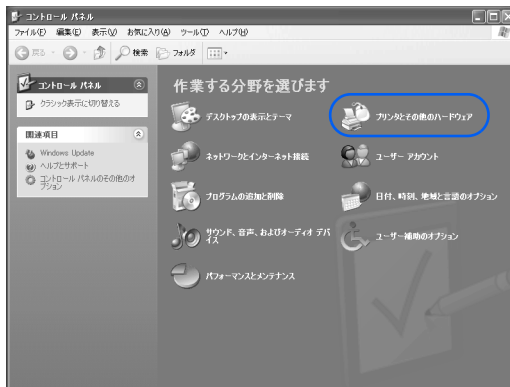 コントロール パネル
ファイル(F) 編集(E) 表示(V) お気に入り(A) ツール(T) ヘルプ(H)
戻る 検索 フォルダ
コントロール パネル
クラシック表示に切り替える
関連項目
Windows Update
ヘルプとサポート
コントロール パネルのその他のオ
プション
作業する分野を選びます
デスクトップの表示とテーマ
プリンタとその他のハードウェア
ネットワークとインターネット接続
ユーザー アカウント
プログラムの追加と削除
日付、時刻、地域と言語のオプション
サウンド、音声、およびオーディオ デバ
イス
ユーザー補助のオプション
パフォーマンスとメンテナンス